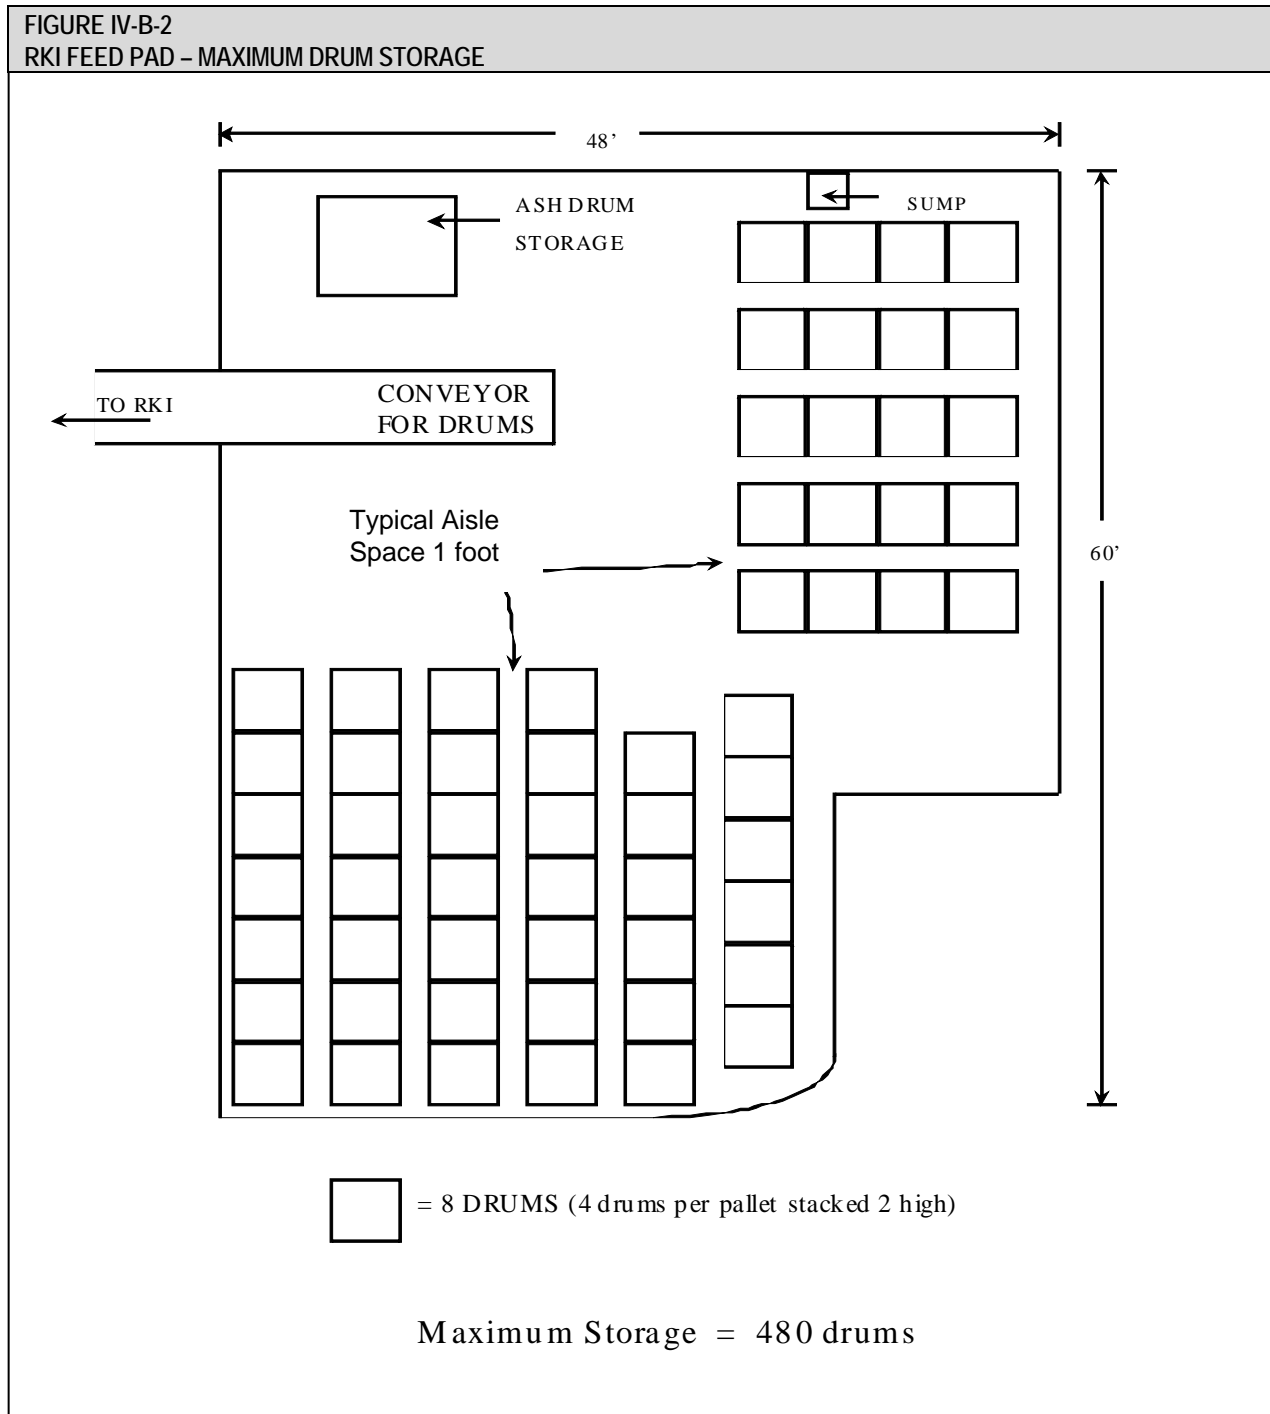 FIGURE IV-B-2
RKI FEED PAD – MAXIMUM DRUM STORAGE
48’
ASH DRUM
STORAGE
SUMP
TO RKI
CONVEYOR
FOR DRUMS
Typical Aisle
Space 1 foot
60’
= 8 DRUMS (4 drums per pallet stacked 2 high)
Maximum Storage = 480 drums